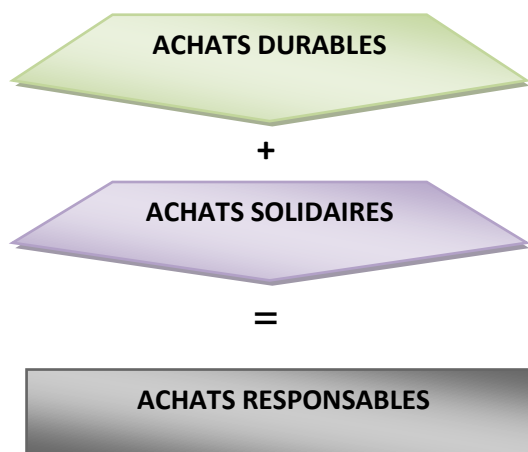 ACHATS DURABLES
+
ACHATS SOLIDAIRES
=
ACHATS RESPONSABLES